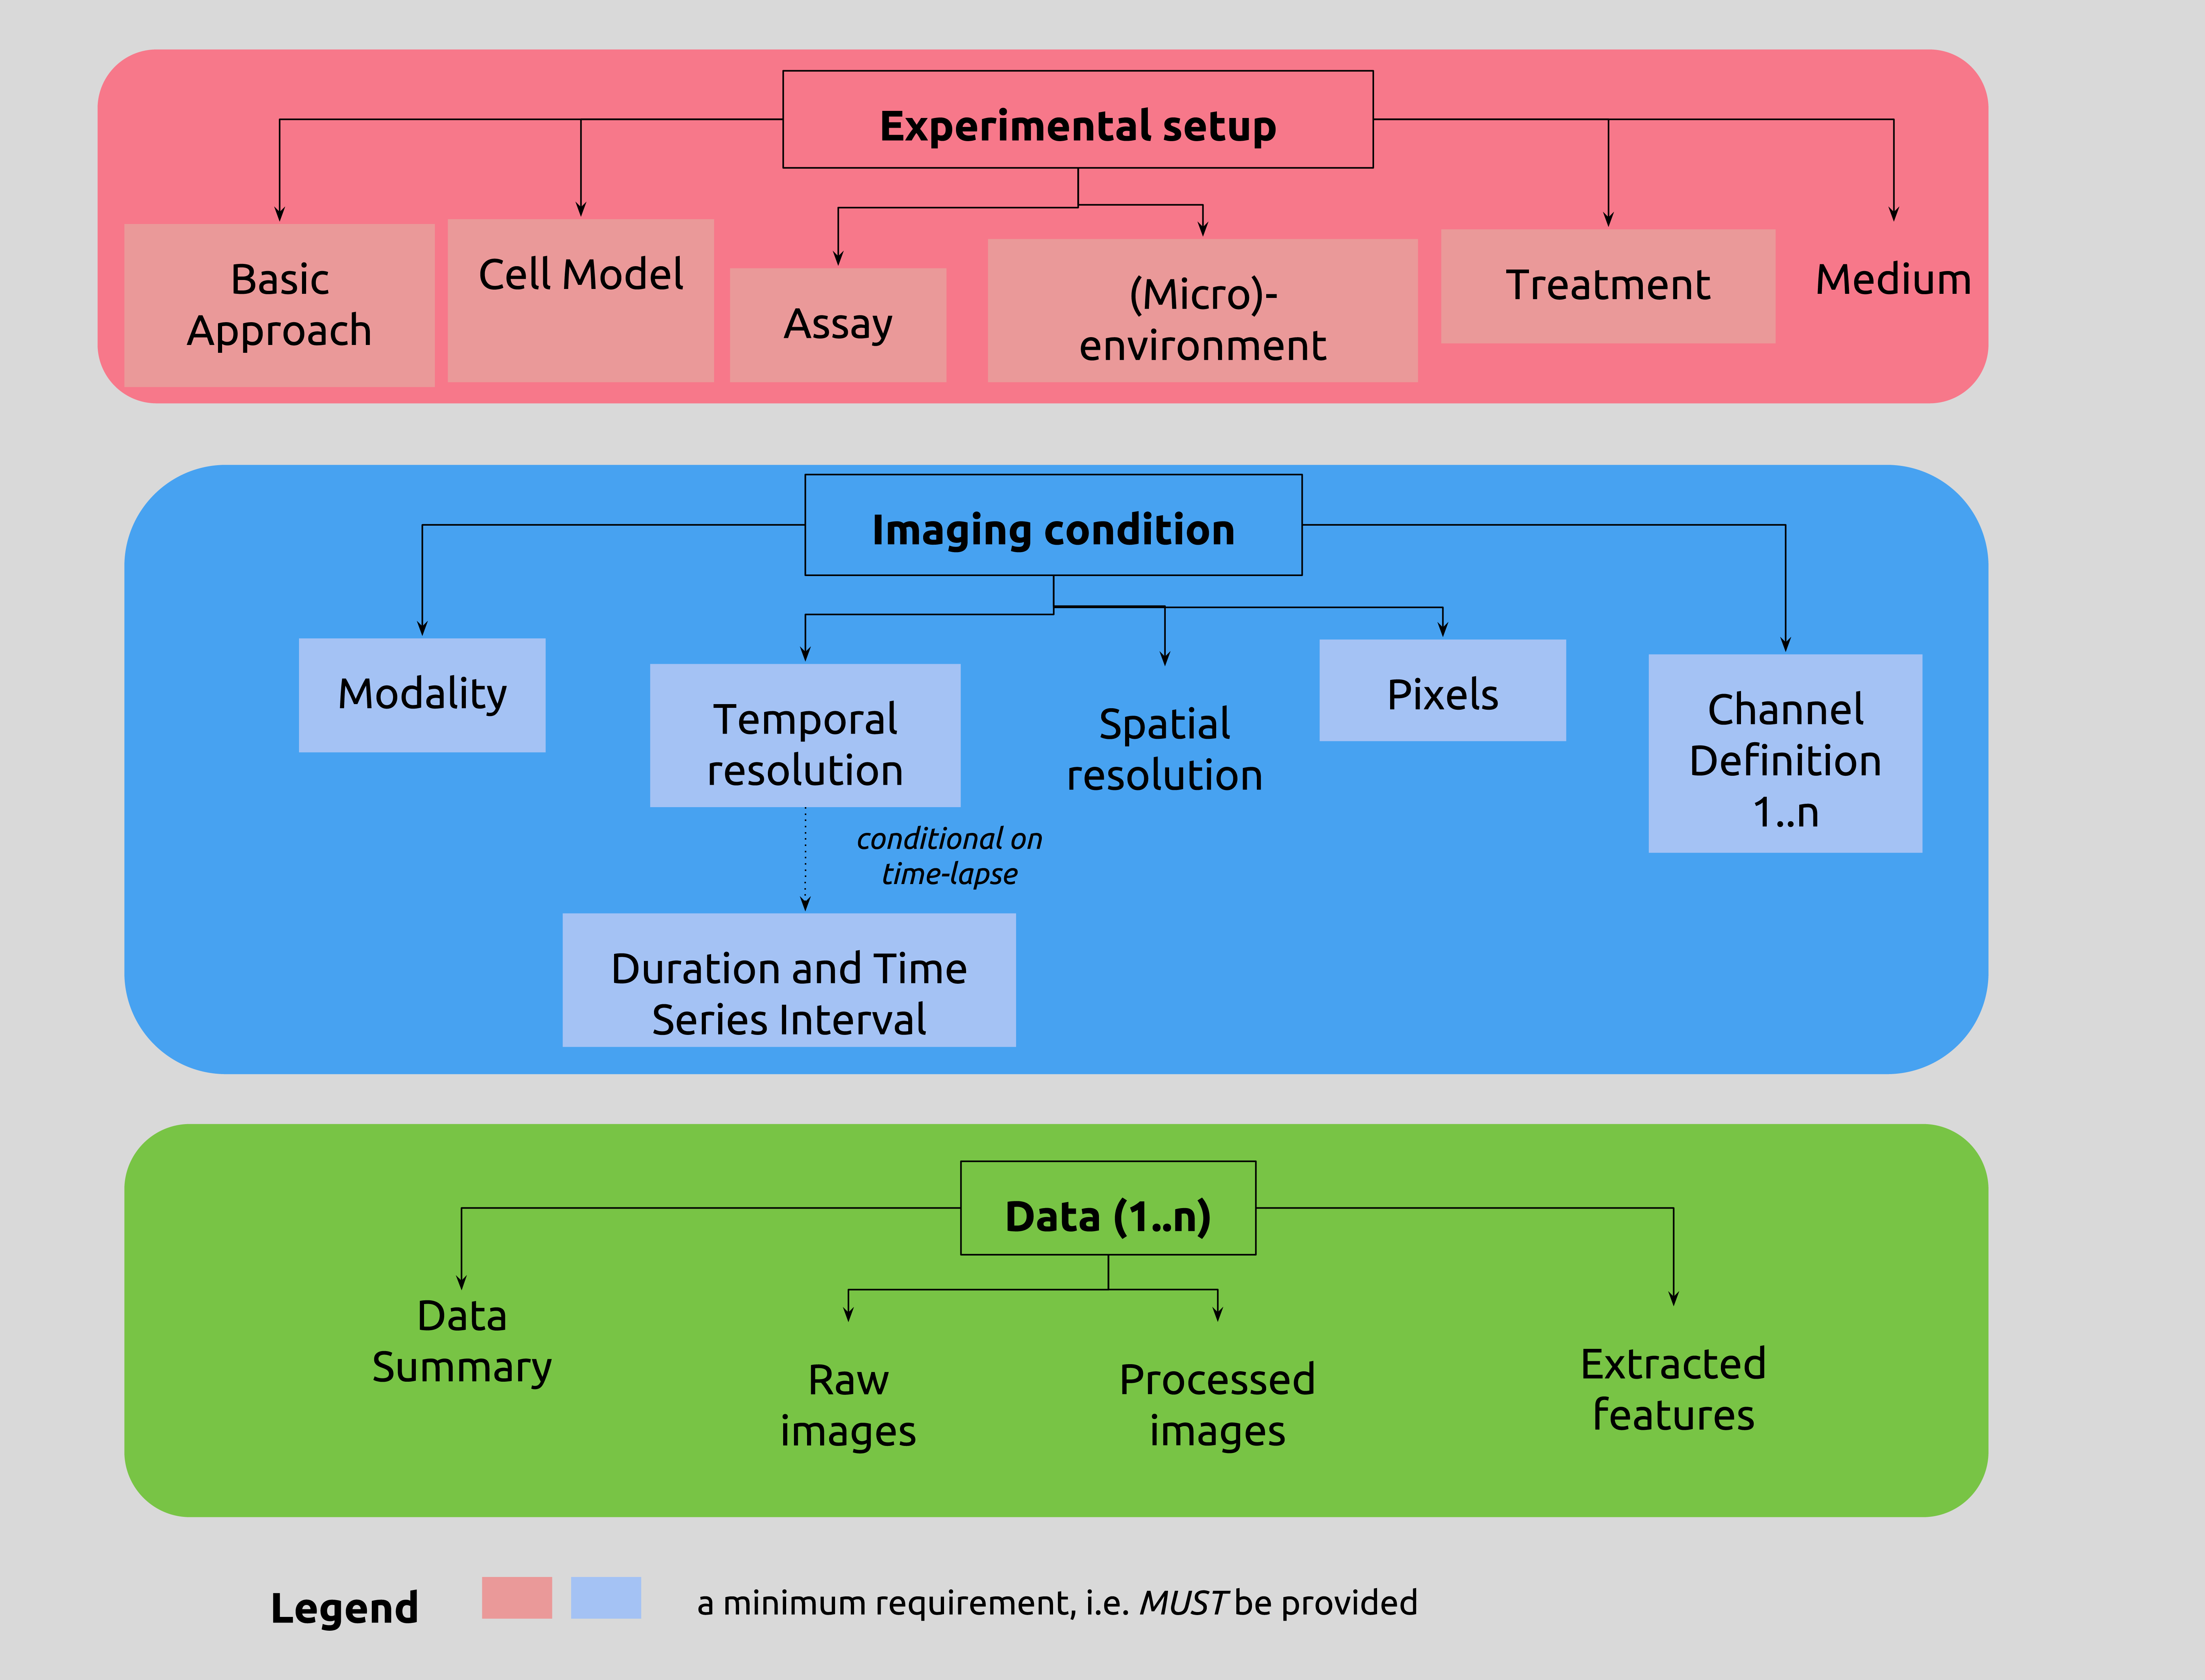 Experimental setup
Basic
Approach
Cell Model
Assay
(Micro)-
environment
Treatment
Medium
Imaging condition
Modality
Temporal
resolution
Spatial
resolution
Pixels
Channel
Definition
1..n
conditional on
time-lapse
Duration and Time
Series Interval
Data (1..n)
Data
Summary
Raw
images
Processed
images
Extracted
features
Legend
a minimum requirement, i.e. MUST be provided